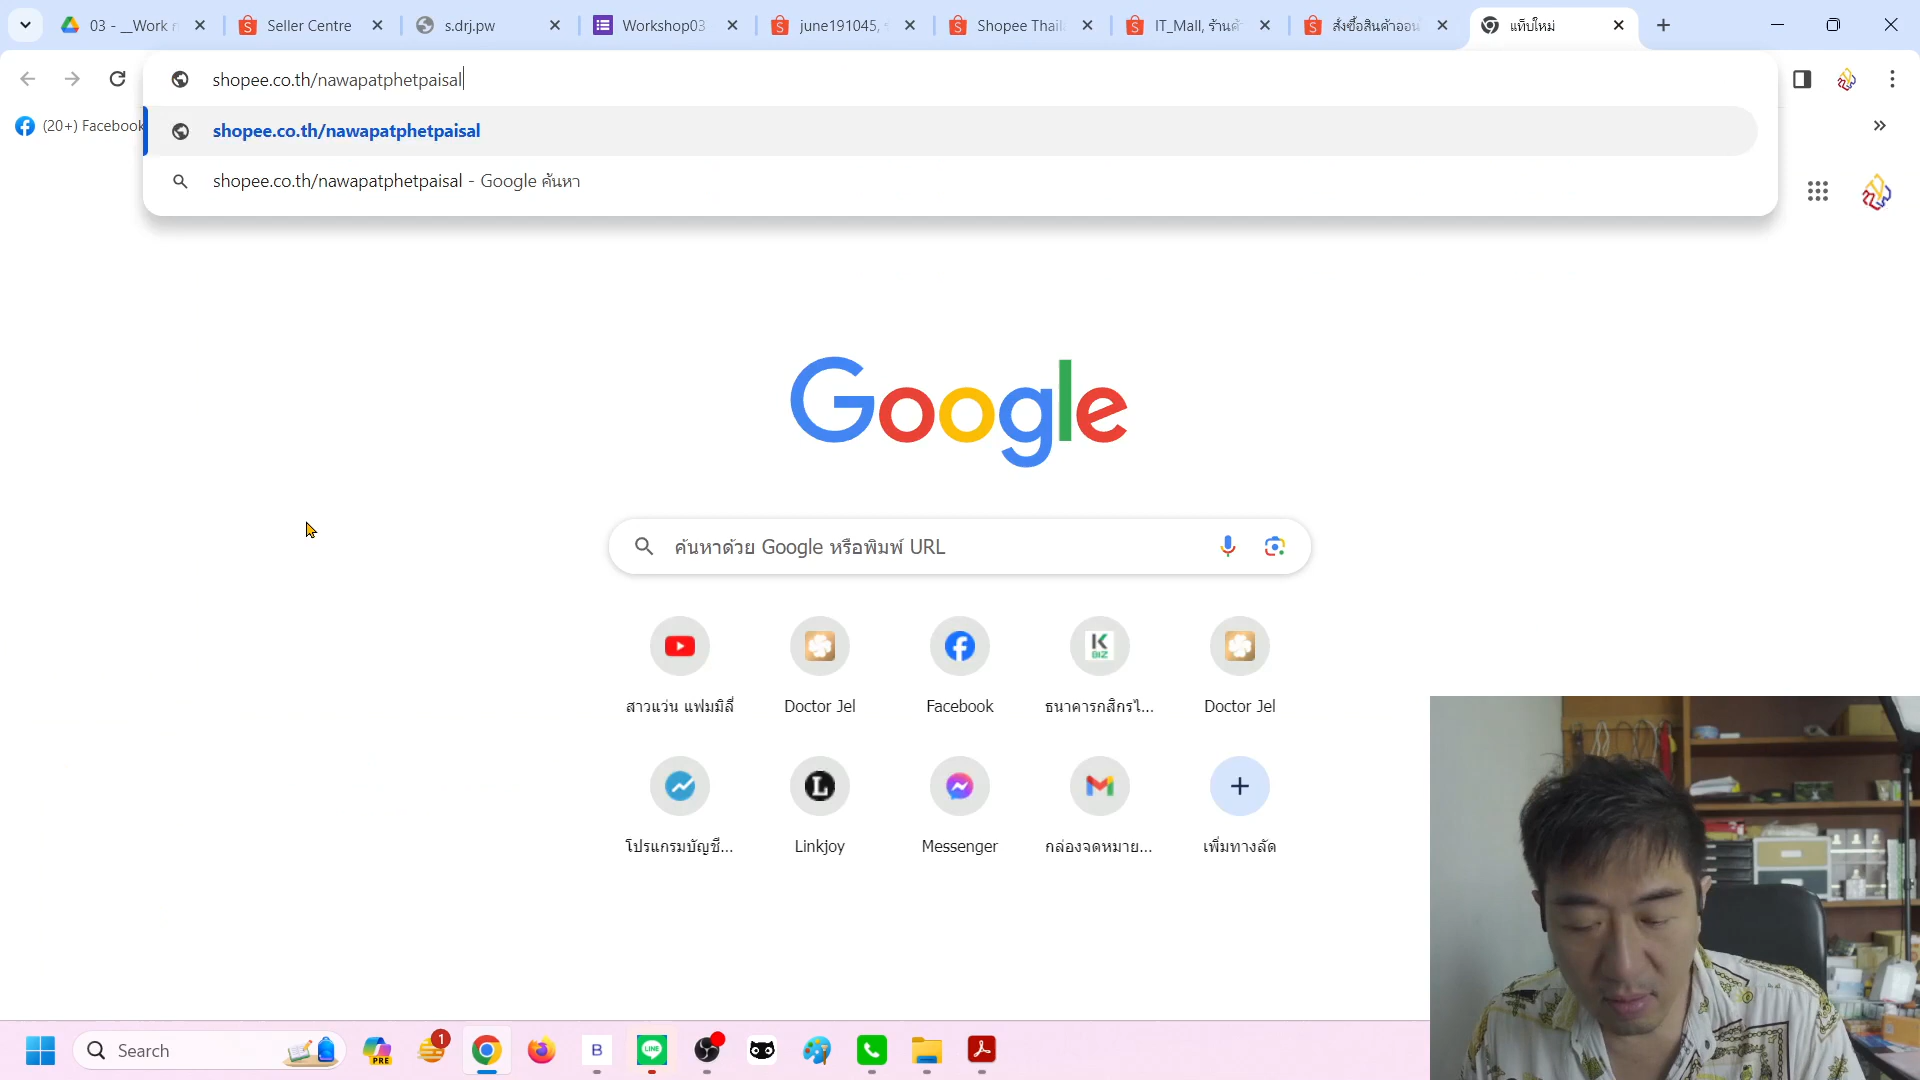 03 - __Work r
Seller Centre
s.drj.pw
Workshop03
june191045,
Shopee Thail
IT_Mall, ร้านค้า
สั่งซื้อสินค้าออน
แท็บใหม่
shopee.co.th/nawapatphetpaisal
(20+) Facebook
shopee.co.th/nawapatphetpaisal
shopee.co.th/nawapatphetpaisal - Google ค้นหา
Google
ค้นหาด้วย Google หรือพิมพ์ URL
K
BIZ
สาวแว่น แฟมมิลี่
Doctor Jel
Facebook
ธนาคารกสิกรไ...
Doctor Jel
L
โปรแกรมบัญชี...
Linkjoy
Messenger
กล่องจดหมาย...
เพิ่มทางลัด
Search
PRE
1
B
LINE